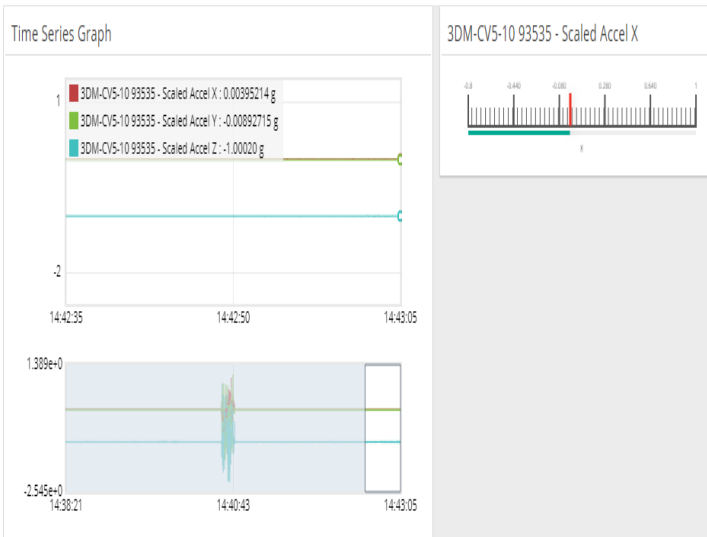 Time Series Graph
3DM-CV5-10 93535 - Scaled Accel X : 0.00395214 g
3DM-CV5-10 93535 - Scaled Accel Y : -0.00892715 g
3DM-CV5-10 93535 - Scaled Accel Z : -1.00020 g
1
-2
14:42:35 14:42:50 14:43:05
1.389e+0
-2.545e+0
14:38:21 14:40:43 14:43:05
3DM-CV5-10 93535 - Scaled Accel X
-0.8 -0.440 -0.080 0.280 0.640 1